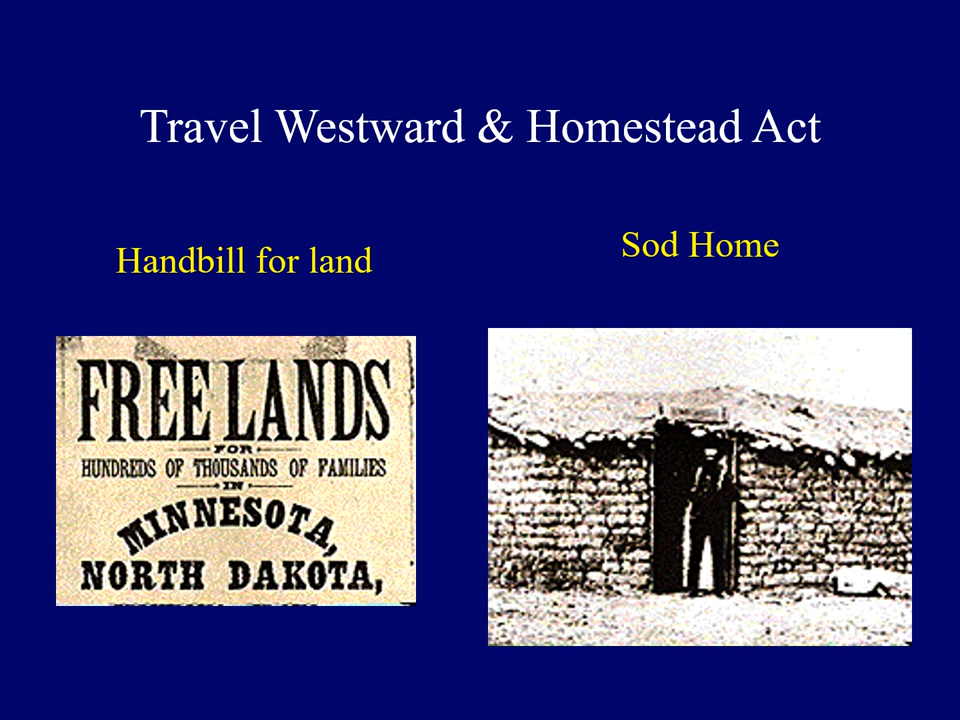 Travel Westward & Homestead Act
Handbill for land
Sod Home
FREE LANDS
FOR
HUNDREDS OF THOUSANDS OF FAMILIES
IN
MINNESOTA,
NORTH DAKOTA,